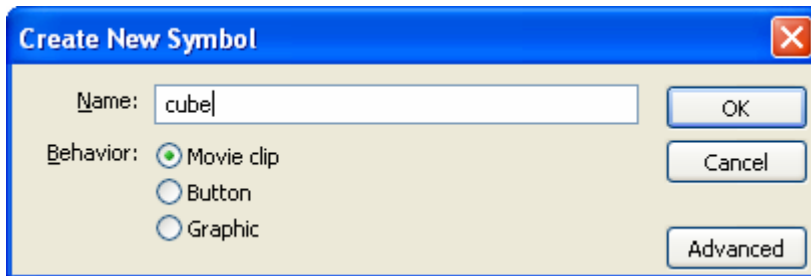 Create New Symbol
Name: cube OK
Behavior: Movie clip Cancel
Button
Graphic
Advanced